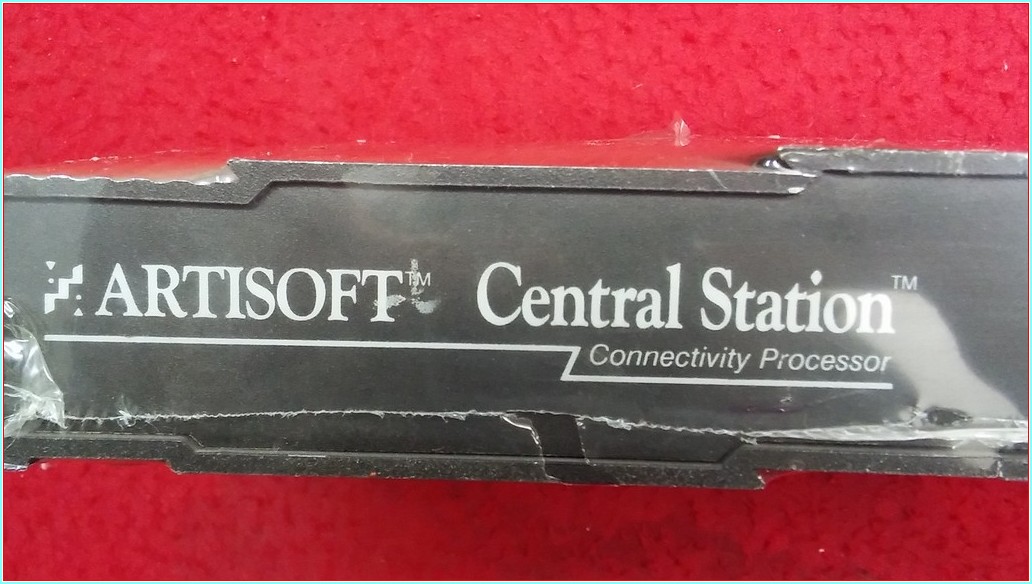 ARTISOFT™ Central Station™
Connectivity Processor